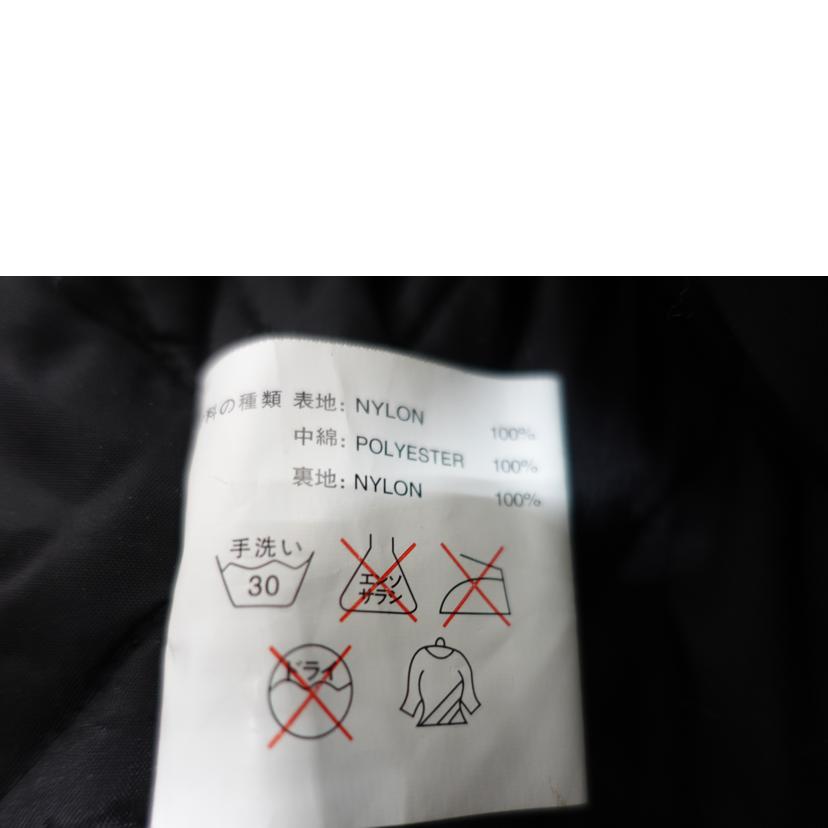 料の種類 表地: NYLON 100%
中綿: POLYESTER 100%
裏地: NYLON 100%
手洗い
30
エンソ
サラシ
ドライ